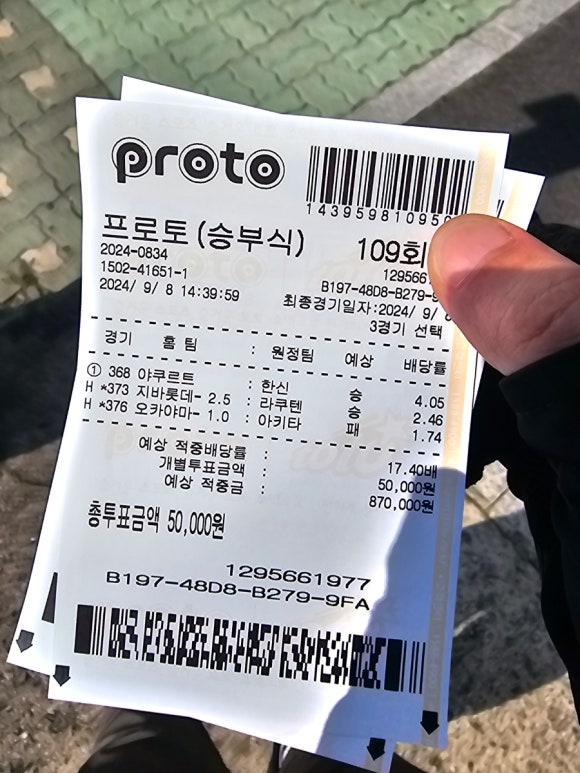 proto
14395981095
프로토(승부식) 109회
2024-0834
1295661
1502-41651-1
B197-48D8-B279-9
2024/ 9/ 8 14:39:59
최종경기일자:2024/ 9/ 8
3경기 선택
경기 홈 팀 : 원정팀 예상 배당률
① 368 야쿠르트 : 한신 승 4.05
H *373 지바롯데- 2.5 : 라쿠텐 승 2.46
H *376 오카야마- 1.0 : 아키타 패 1.74
예상 적중배당률 : 17.40배
개별투표금액 : 50,000원
예상 적중금 : 870,000원
총투표금액 50,000원
1295661977
B197-48D8-B279-9FA